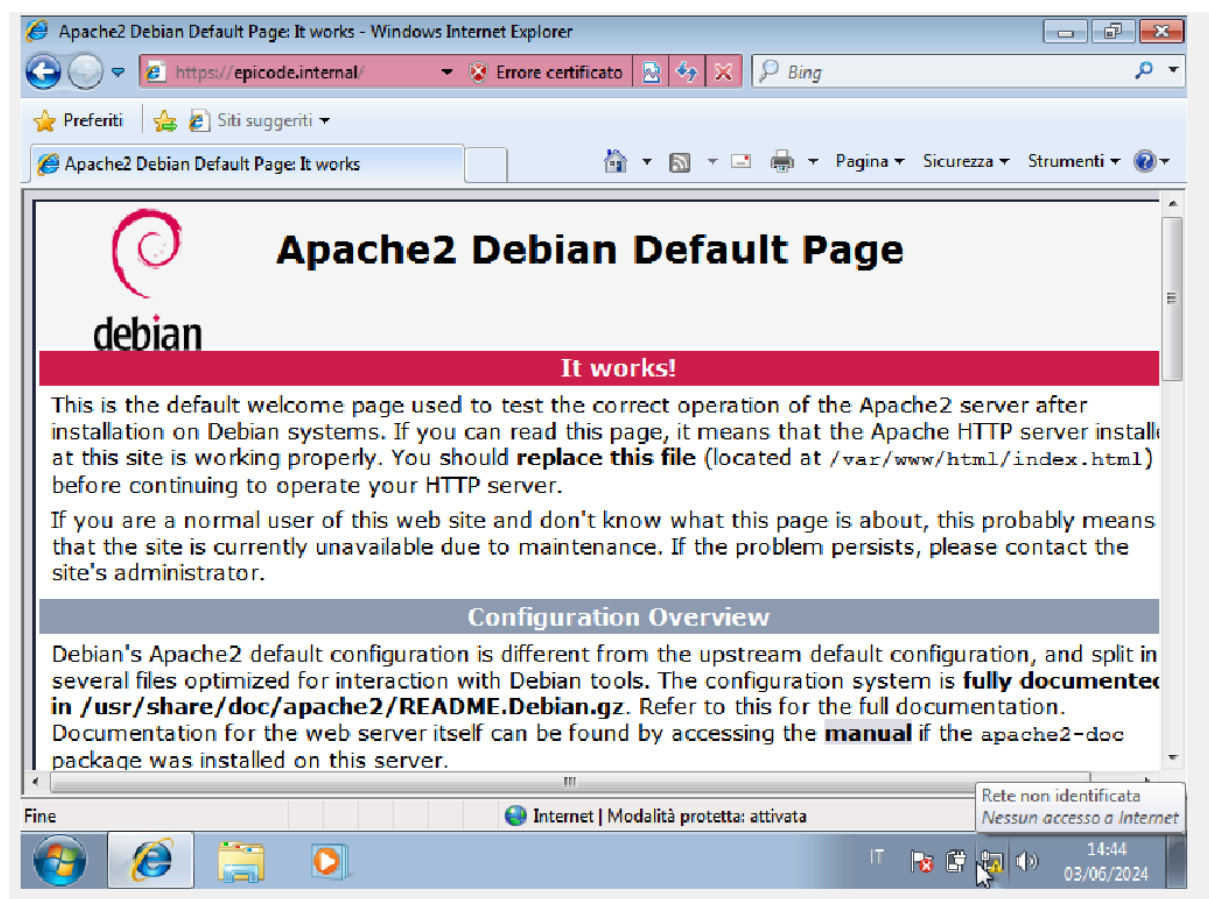 Apache2 Debian Default Page: It works - Windows Internet Explorer
https://epicode.internal/
Errore certificato
Bing
Preferiti
Siti suggeriti
Apache2 Debian Default Page: It works
Pagina
Sicurezza
Strumenti
debian
Apache2 Debian Default Page
It works!
This is the default welcome page used to test the correct operation of the Apache2 server after
installation on Debian systems. If you can read this page, it means that the Apache HTTP server install
at this site is working properly. You should replace this file (located at /var/www/html/index.html)
before continuing to operate your HTTP server.
If you are a normal user of this web site and don't know what this page is about, this probably means
that the site is currently unavailable due to maintenance. If the problem persists, please contact the
site's administrator.
Configuration Overview
Debian's Apache2 default configuration is different from the upstream default configuration, and split in
several files optimized for interaction with Debian tools. The configuration system is fully documented
in /usr/share/doc/apache2/README.Debian.gz. Refer to this for the full documentation.
Documentation for the web server itself can be found by accessing the manual if the apache2-doc
package was installed on this server.
Rete non identificata
Nessun accesso a Internet
Fine
Internet | Modalità protetta: attivata
IT
14:44
03/06/2024